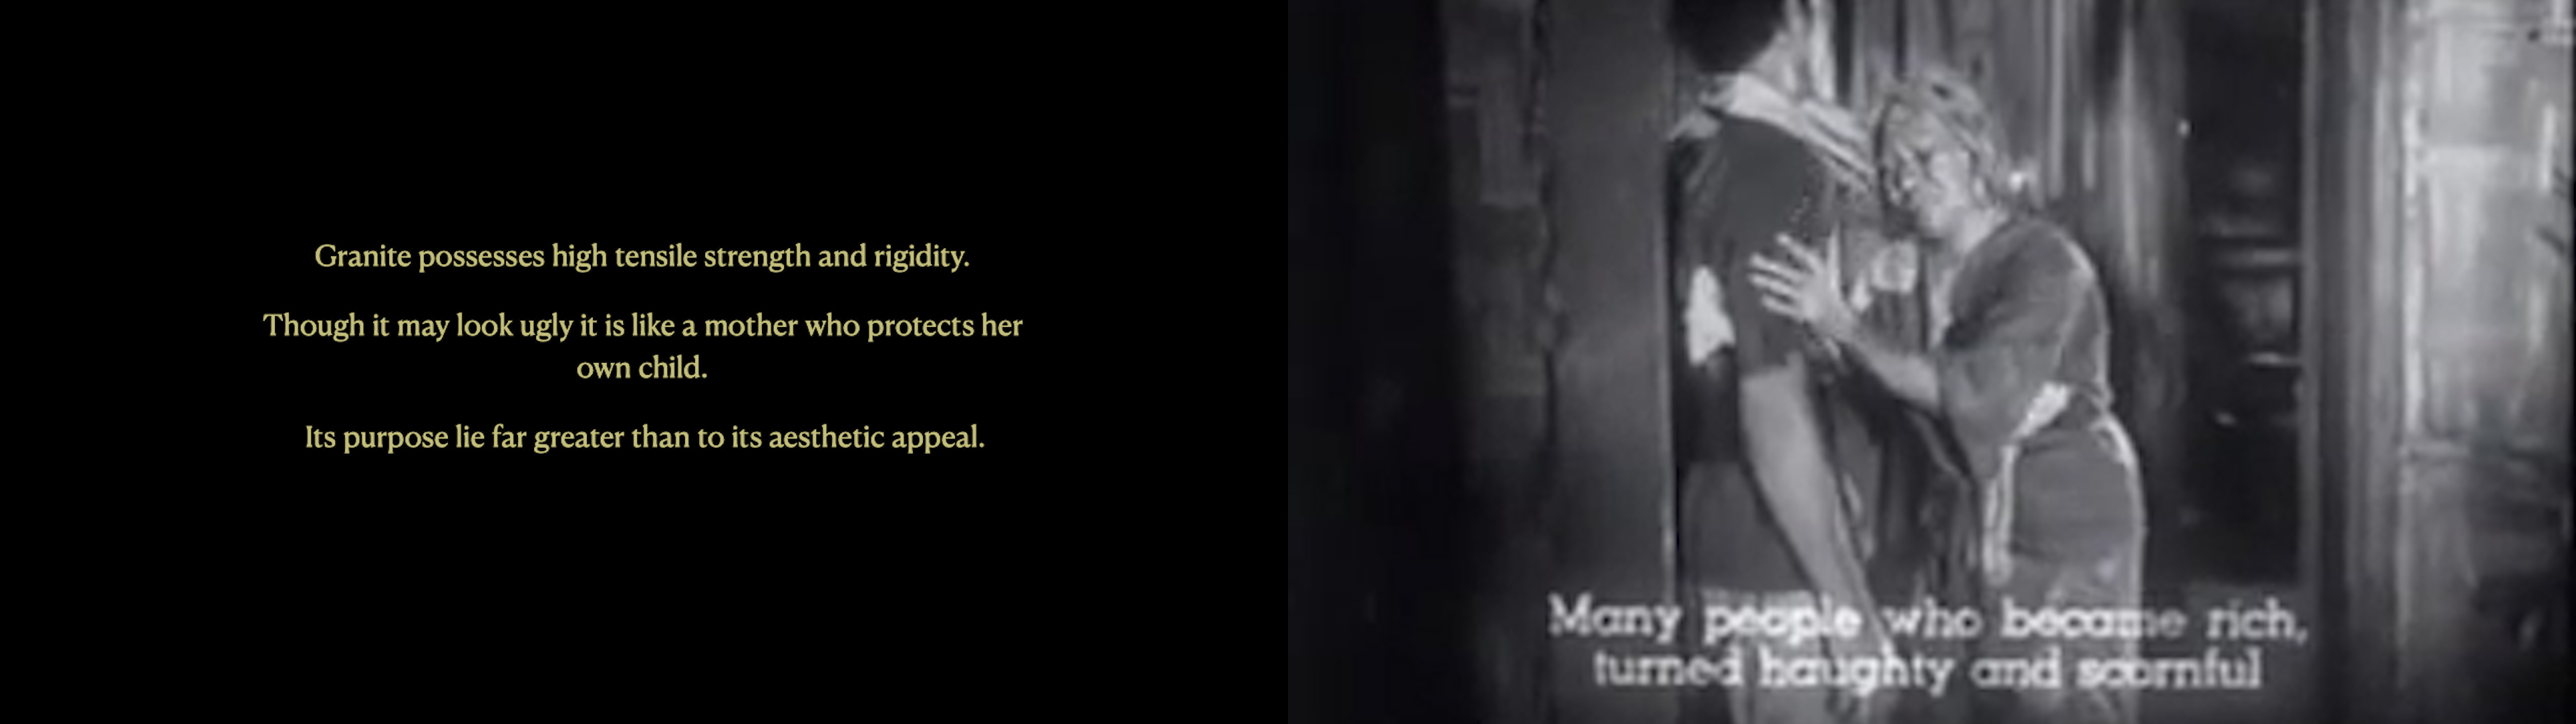 Granite possesses high tensile strength and rigidity.
Though it may look ugly it is like a mother who protects her
own child.
Its purpose lie far greater than to its aesthetic appeal.
Many people who became rich,
turned haughty and scornful